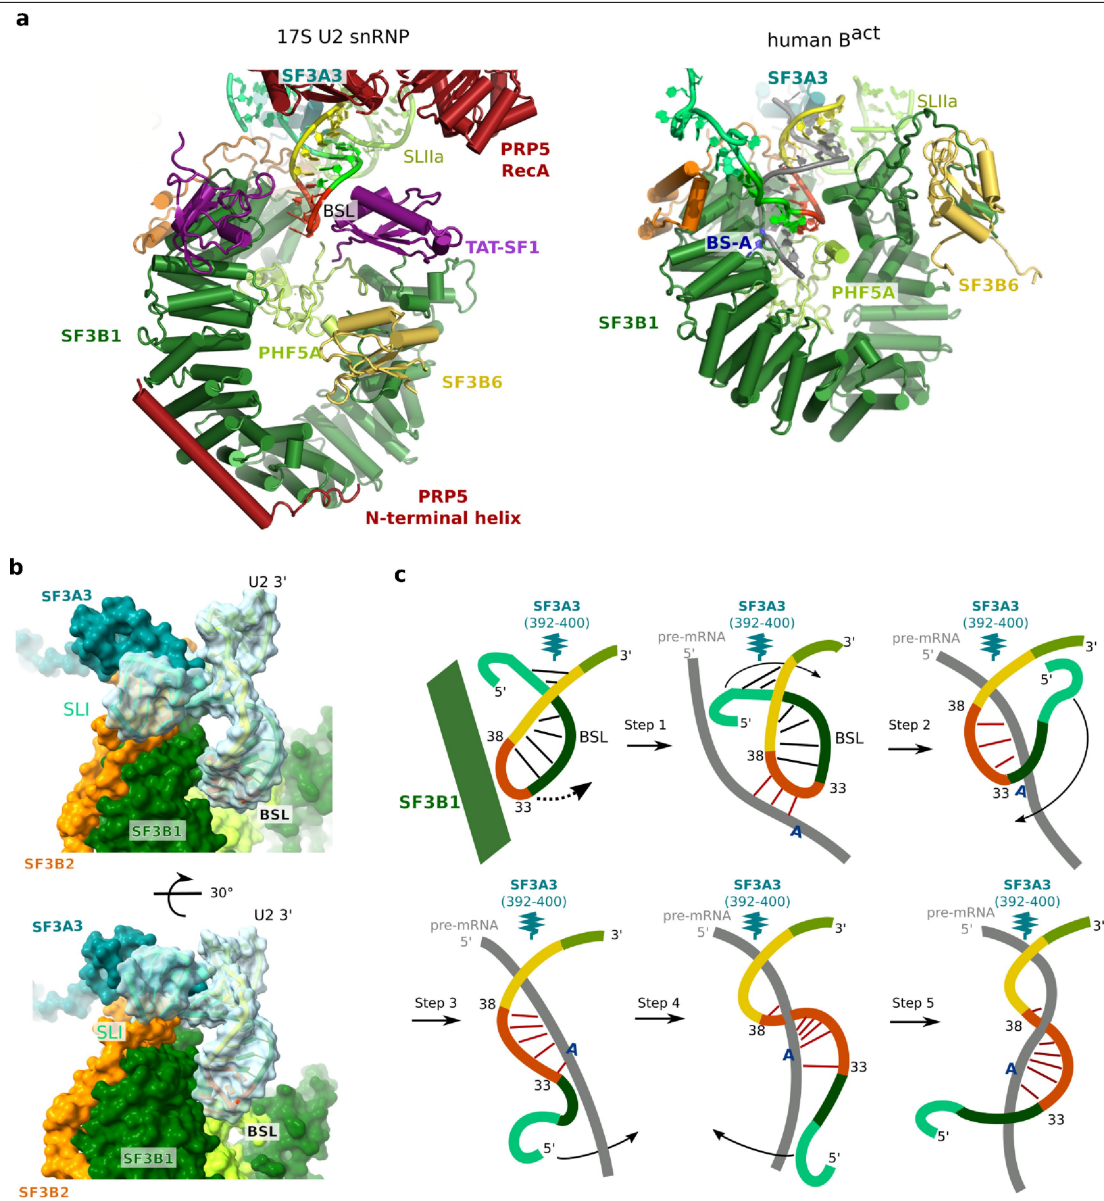 a
17S U2 snRNP
SF3A3
SLIIa
PRP5
RecA
BSL
TAT-SF1
SF3B1
PHF5A
SF3B6
PRP5
N-terminal helix
human Bact
SF3A3
SLIIa
BS-A
PHF5A
SF3B6
SF3B1
b
U2 3'
SF3A3
SLI
BSL
SF3B1
SF3B2
30°
U2 3'
SF3A3
SLI
BSL
SF3B1
SF3B2
c
SF3A3
(392-400)
3'
5'
38
BSL
33
SF3B1
Step 1
SF3A3
(392-400)
pre-mRNA
5'
3'
5'
38
BSL
33
A
Step 2
SF3A3
(392-400)
pre-mRNA
5'
3'
5'
38
33
A
Step 3
SF3A3
(392-400)
pre-mRNA
5'
3'
38
A
33
5'
Step 4
SF3A3
(392-400)
pre-mRNA
5'
3'
38
A
33
5'
Step 5
SF3A3
(392-400)
pre-mRNA
5'
3'
38
A
33
5'